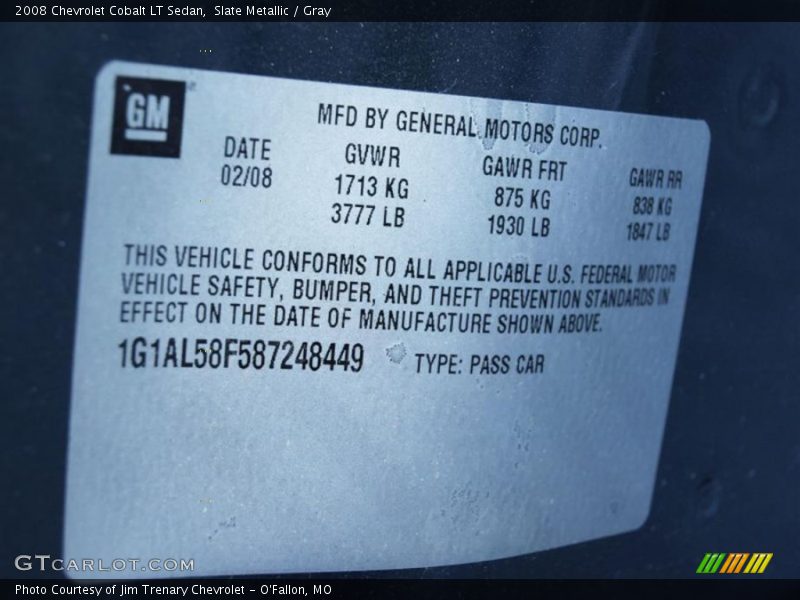 2008 Chevrolet Cobalt LT Sedan,  Slate Metallic / Gray
GM
MFD BY GENERAL MOTORS CORP.
DATE GVWR GAWR FRT GAWR RR
02/08 1713 KG 875 KG 838 KG
3777 LB 1930 LB 1847 LB
THIS VEHICLE CONFORMS TO ALL APPLICABLE U.S. FEDERAL MOTOR
VEHICLE SAFETY, BUMPER, AND THEFT PREVENTION STANDARDS IN
EFFECT ON THE DATE OF MANUFACTURE SHOWN ABOVE.
1G1AL58F587248449 TYPE: PASS CAR
GTCARLOT.COM
Photo Courtesy of Jim Trenary Chevrolet - O'Fallon, MO